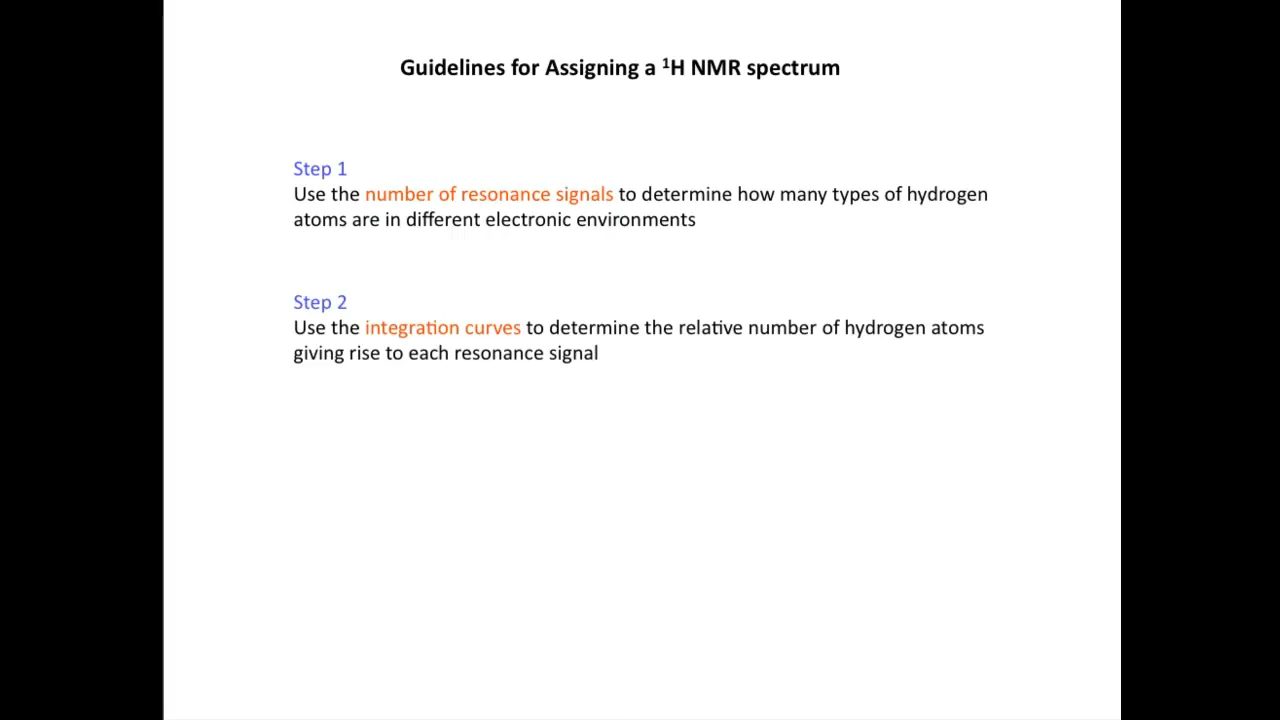 Guidelines for Assigning a ¹H NMR spectrum
Step 1
Use the number of resonance signals to determine how many types of hydrogen
atoms are in different electronic environments
Step 2
Use the integration curves to determine the relative number of hydrogen atoms
giving rise to each resonance signal